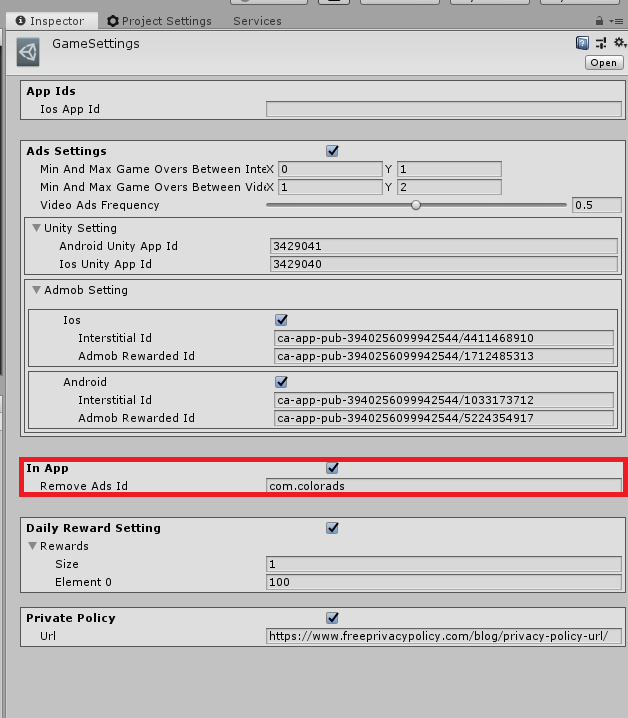 Inspector Project Settings Services
GameSettings
Open
App Ids
Ios App Id
Ads Settings
Min And Max Game Overs Between Inte X 0 Y 1
Min And Max Game Overs Between Vide X 1 Y 2
Video Ads Frequency 0.5
Unity Setting
Android Unity App Id 3429041
Ios Unity App Id 3429040
Admob Setting
Ios
Interstitial Id ca-app-pub-3940256099942544/4411468910
Admob Rewarded Id ca-app-pub-3940256099942544/1712485313
Android
Interstitial Id ca-app-pub-3940256099942544/1033173712
Admob Rewarded Id ca-app-pub-3940256099942544/5224354917
In App
Remove Ads Id com.colorads
Daily Reward Setting
Rewards
Size 1
Element 0 100
Private Policy
Url https://www.freeprivacypolicy.com/blog/privacy-policy-url/